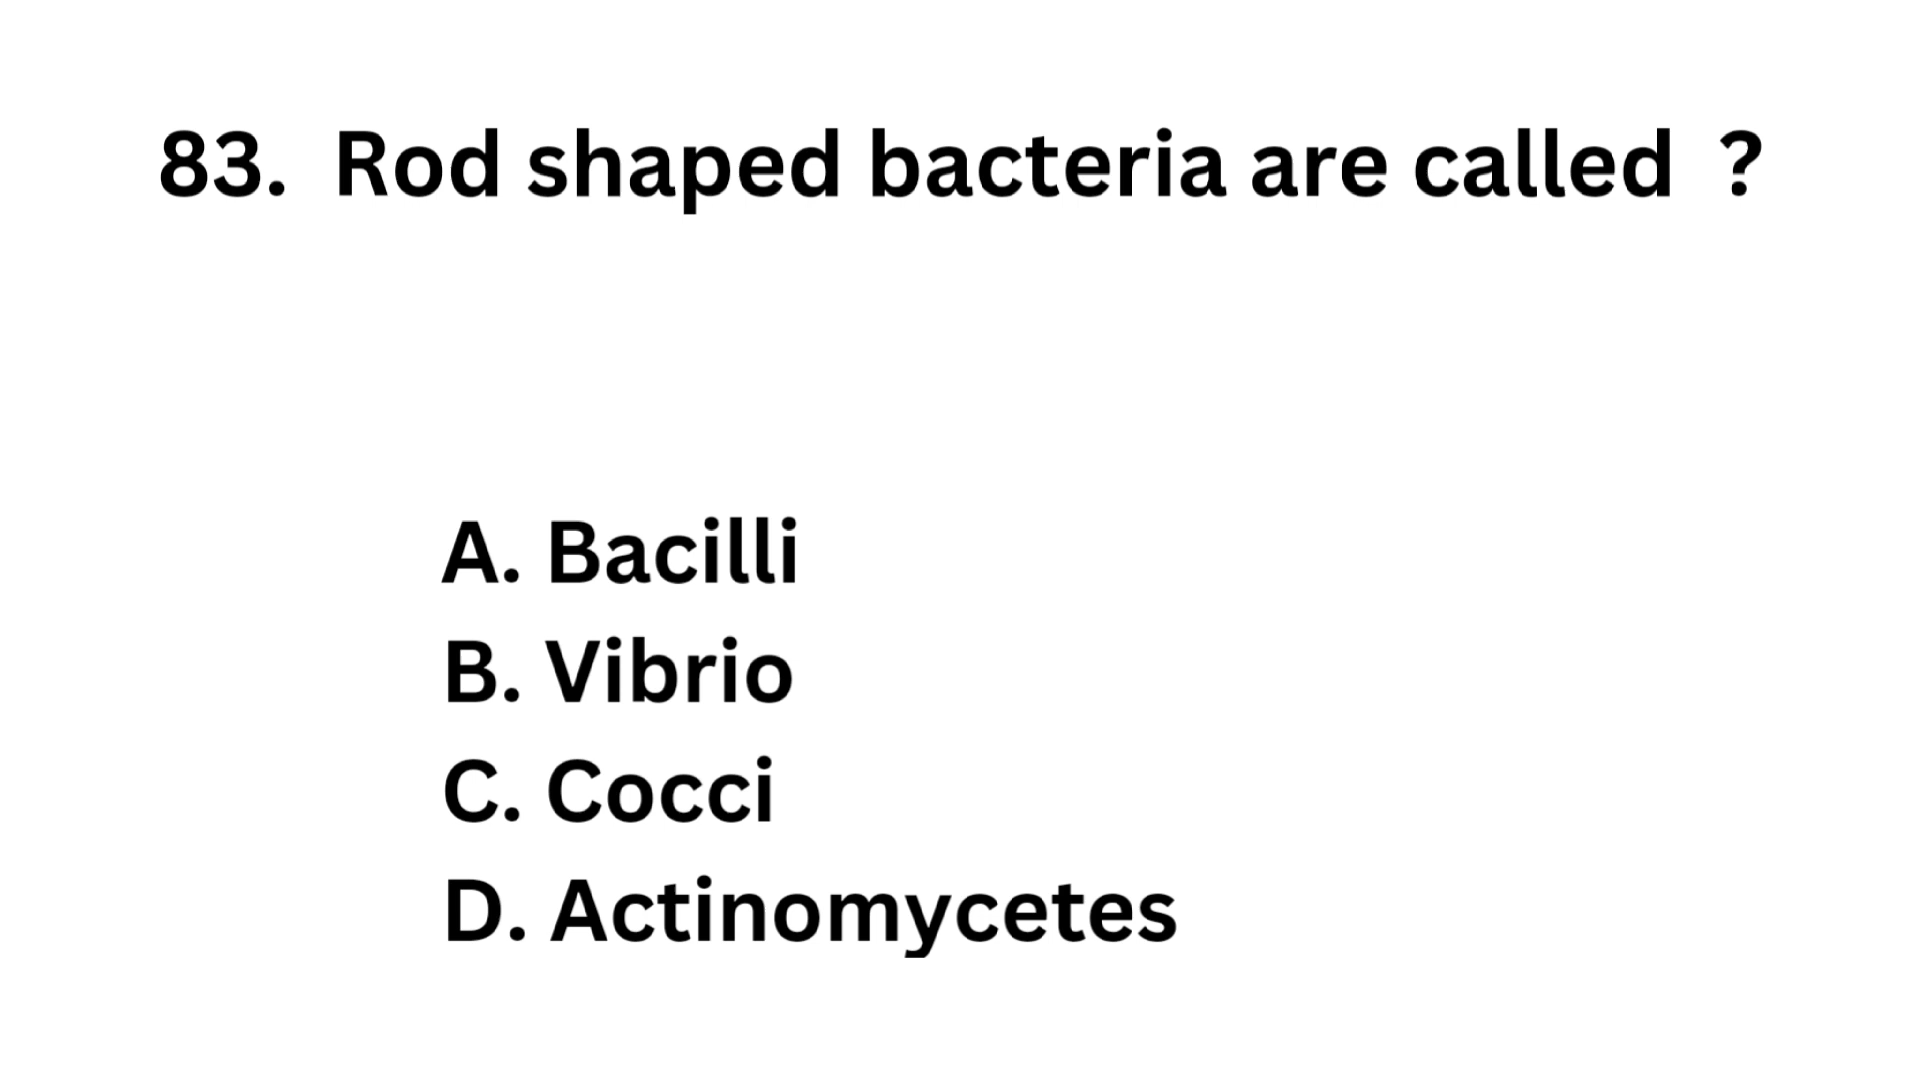 83. Rod shaped bacteria are called ?
A. Bacilli
B. Vibrio
C. Cocci
D. Actinomycetes